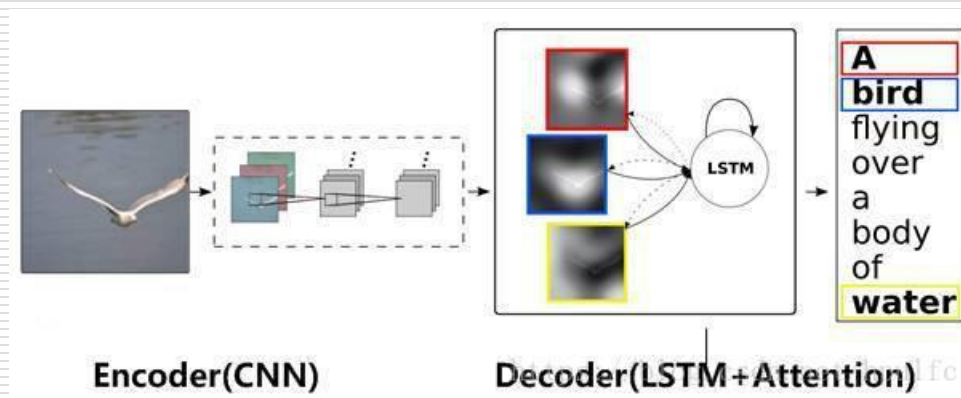 LSTM
A
bird
flying
over
a
body
of
water
Encoder(CNN)
Decoder(LSTM+Attention)